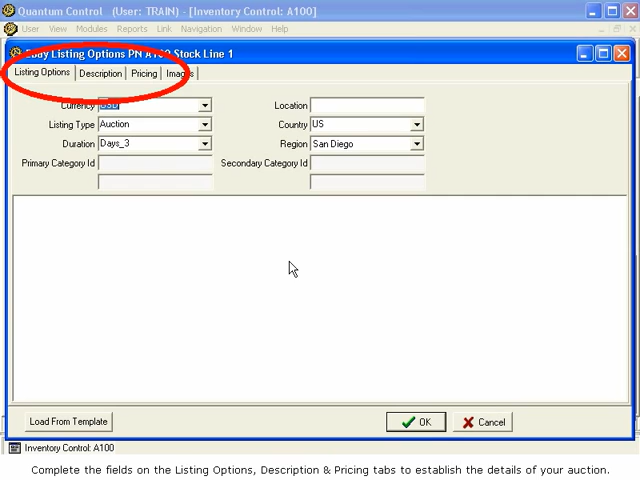 Quantum Control (User: TRAIN) - [Inventory Control: A100]
User View Modules Reports Link Navigation Window Help
Ebay Listing Options PN A100 Stock Line 1
Listing Options Description Pricing Images
Currency USD Location
Listing Type Auction Country US
Duration Days_3 Region San Diego
Primary Category Id Secondary Category Id
Load From Template OK Cancel
Inventory Control: A100
Complete the fields on the Listing Options, Description & Pricing tabs to establish the details of your auction.